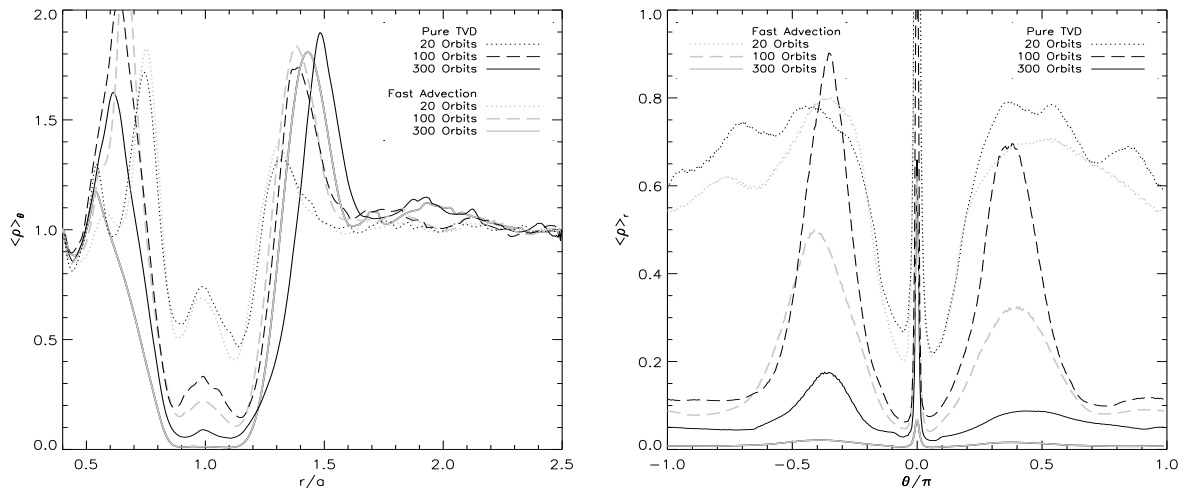 2.0
1.5
1.0
0.5
0.0
<ρ>θ
0.5
1.0
1.5
2.0
2.5
r/a
Pure TVD
20 Orbits
100 Orbits
300 Orbits
Fast Advection
20 Orbits
100 Orbits
300 Orbits
1.0
0.8
0.6
0.4
0.2
0.0
<ρ>r
−1.0
−0.5
0.0
0.5
1.0
θ/π
Fast Advection
20 Orbits
100 Orbits
300 Orbits
Pure TVD
20 Orbits
100 Orbits
300 Orbits